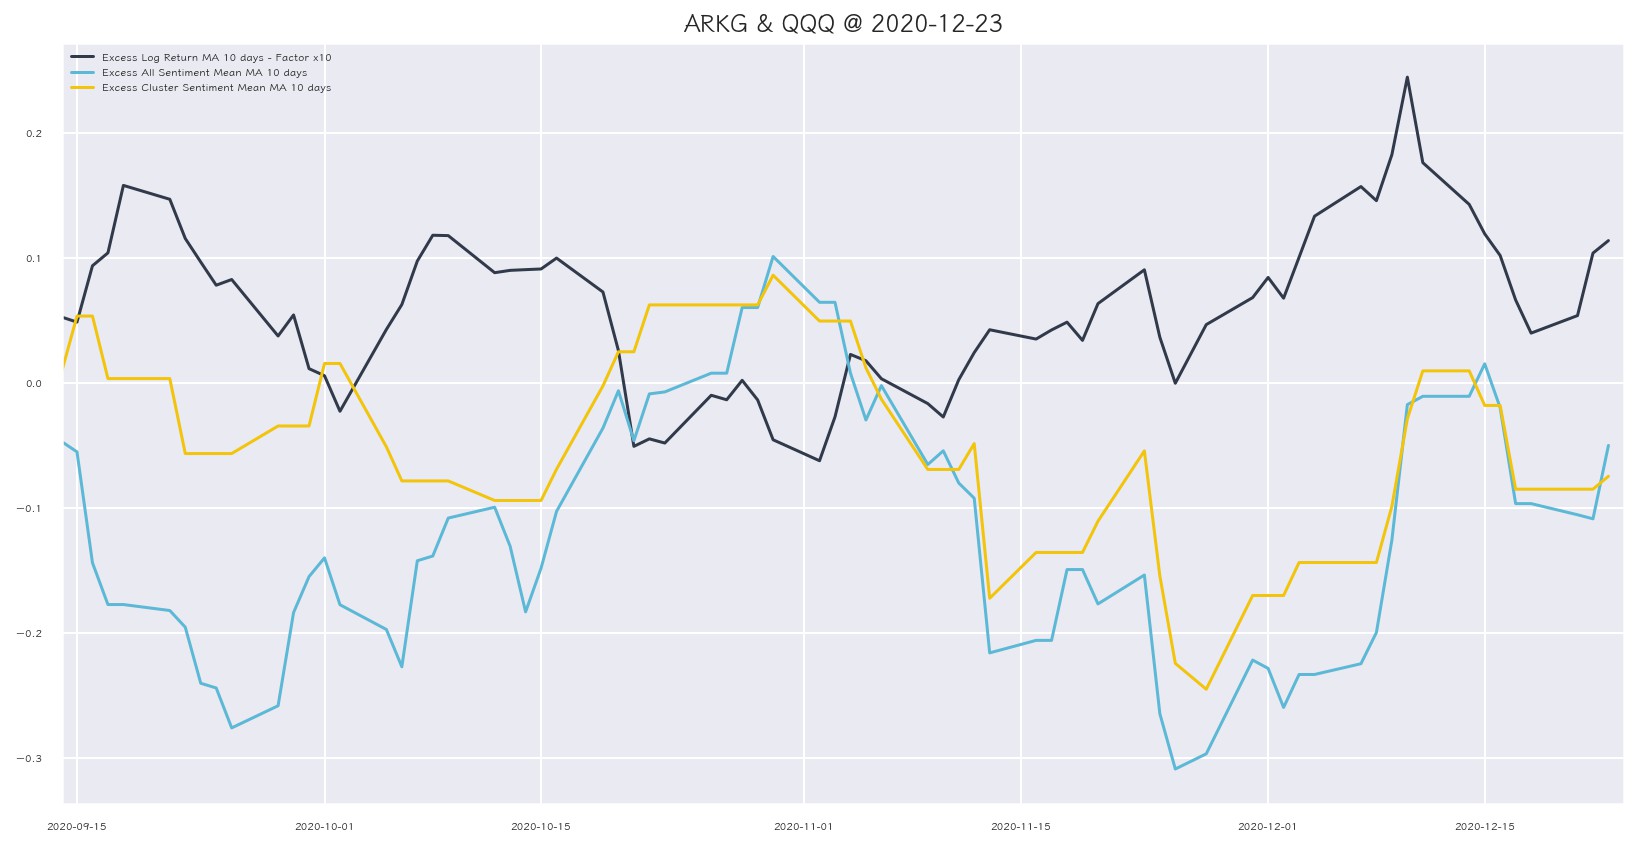 ARKG & QQQ @ 2020-12-23
Excess Log Return MA 10 days - Factor x10
Excess All Sentiment Mean MA 10 days
Excess Cluster Sentiment Mean MA 10 days
0.2
0.1
0.0
−0.1
−0.2
−0.3
2020-09-15 2020-10-01 2020-10-15 2020-11-01 2020-11-15 2020-12-01 2020-12-15